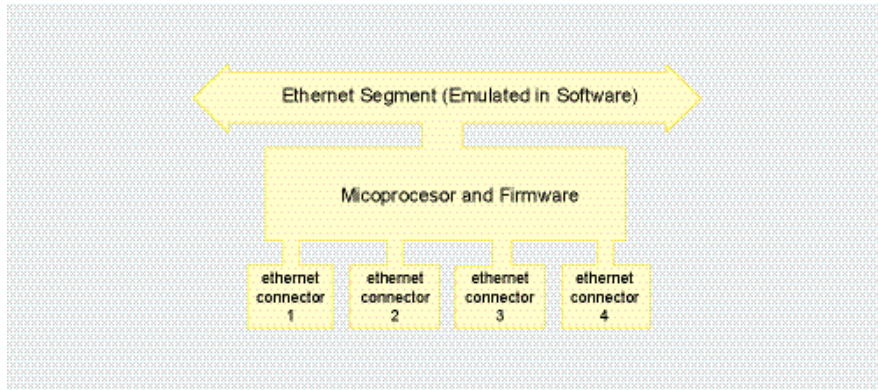 Ethernet Segment (Emulated in Software)
Micoprocesor and Firmware
ethernet
connector
1
ethernet
connector
2
ethernet
connector
3
ethernet
connector
4